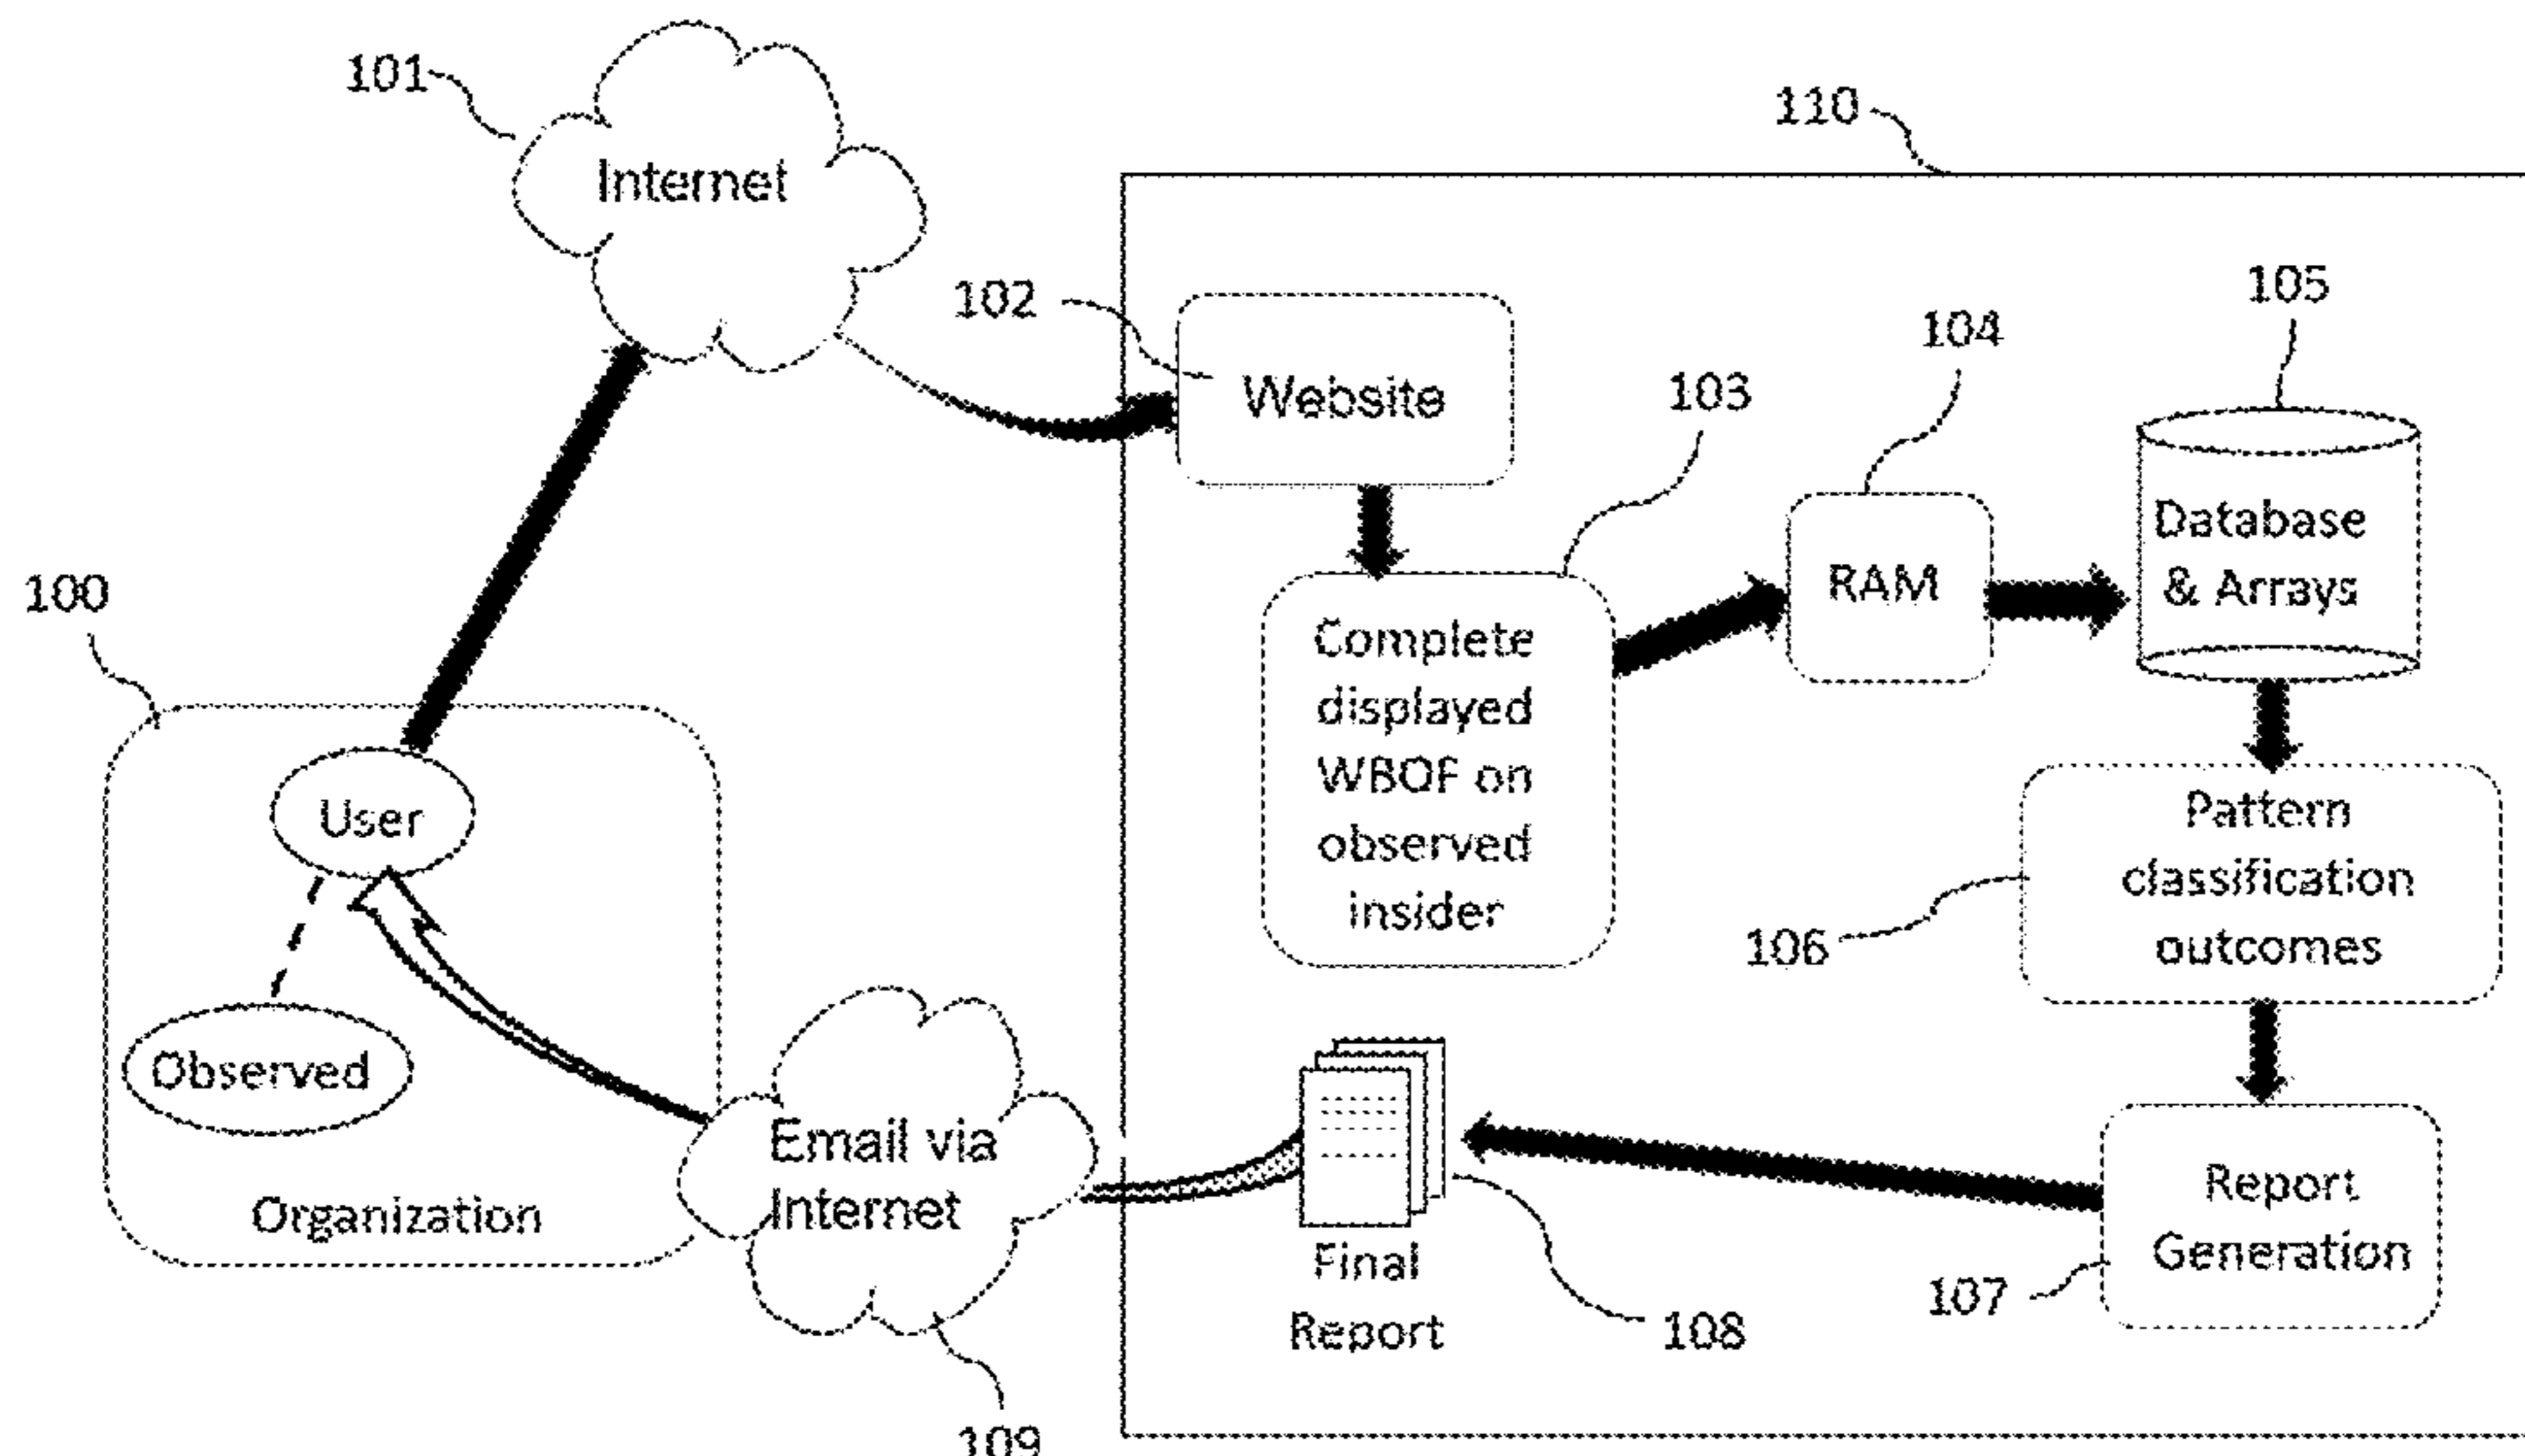 101
Internet
110
102
Website
103
104
105
Complete
displayed
WBOF on
observed
insider
RAM
Database
& Arrays
100
User
Observed
Organization
Pattern
classification
outcomes
106
Report
Generation
107
Final
Report
108
Email via
Internet
109